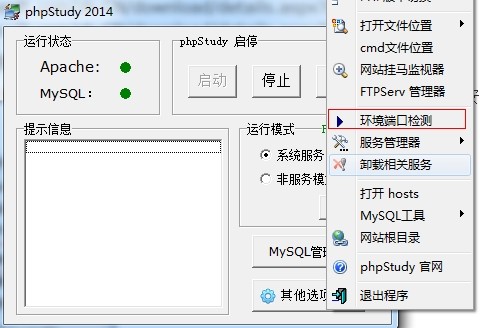 phpStudy 2014
运行状态
Apache:
MySQL:
phpStudy 启停
启动
停止
提示信息
运行模式
系统服务
非服务模
MySQL管
其他选项
打开文件位置
cmd文件位置
网站挂马监视器
FTPServ 管理器
环境端口检测
服务管理器
卸载相关服务
打开 hosts
MySQL工具
网站根目录
phpStudy 官网
退出程序